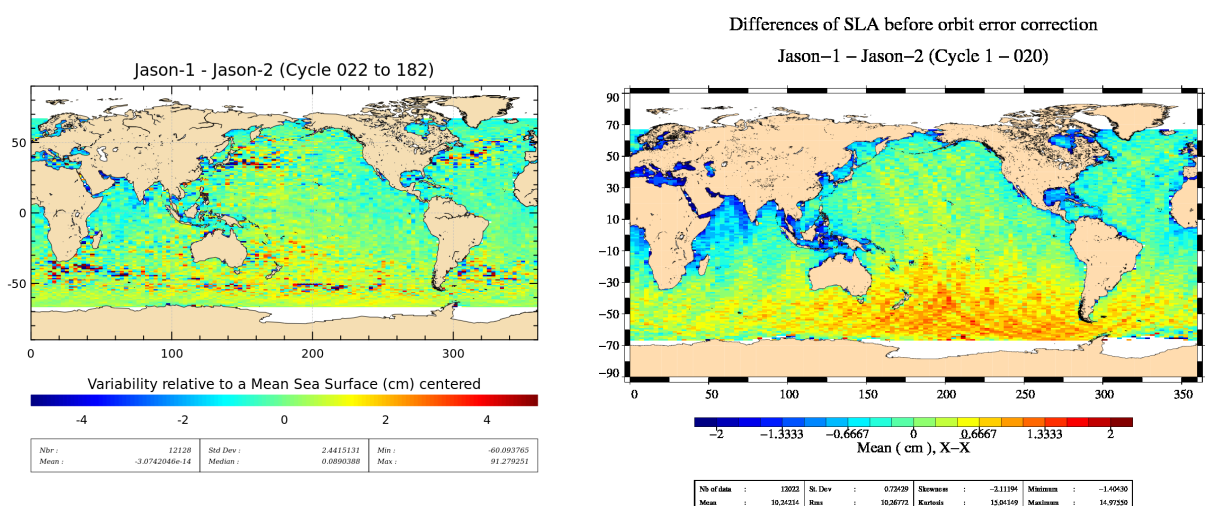 Jason-1 - Jason-2 (Cycle 022 to 182)
50
0
-50
0 100 200 300
Variability relative to a Mean Sea Surface (cm) centered
-4 -2 0 2 4
Nbr : 12128 Std Dev : 2.4415131 Min : -60.093765
Mean : -3.0742046e-14 Median : 0.0890388 Max : 91.279251
Differences of SLA before orbit error correction
Jason−1 − Jason−2 (Cycle 1 − 020)
90
70
50
30
10
−10
−30
−50
−70
−90
0 50 100 150 200 250 300 350
−2 −1.3333 −0.6667 0 0.6667 1.3333 2
Mean ( cm ), X−X
Nb of data : 12022 St. Dev : 0.72429 Skewness : −2.11194 Minimum : −1.40430
Mean : 10.24214 Rms : 10.26772 Kurtosis : 15.04149 Maximum : 14.97550